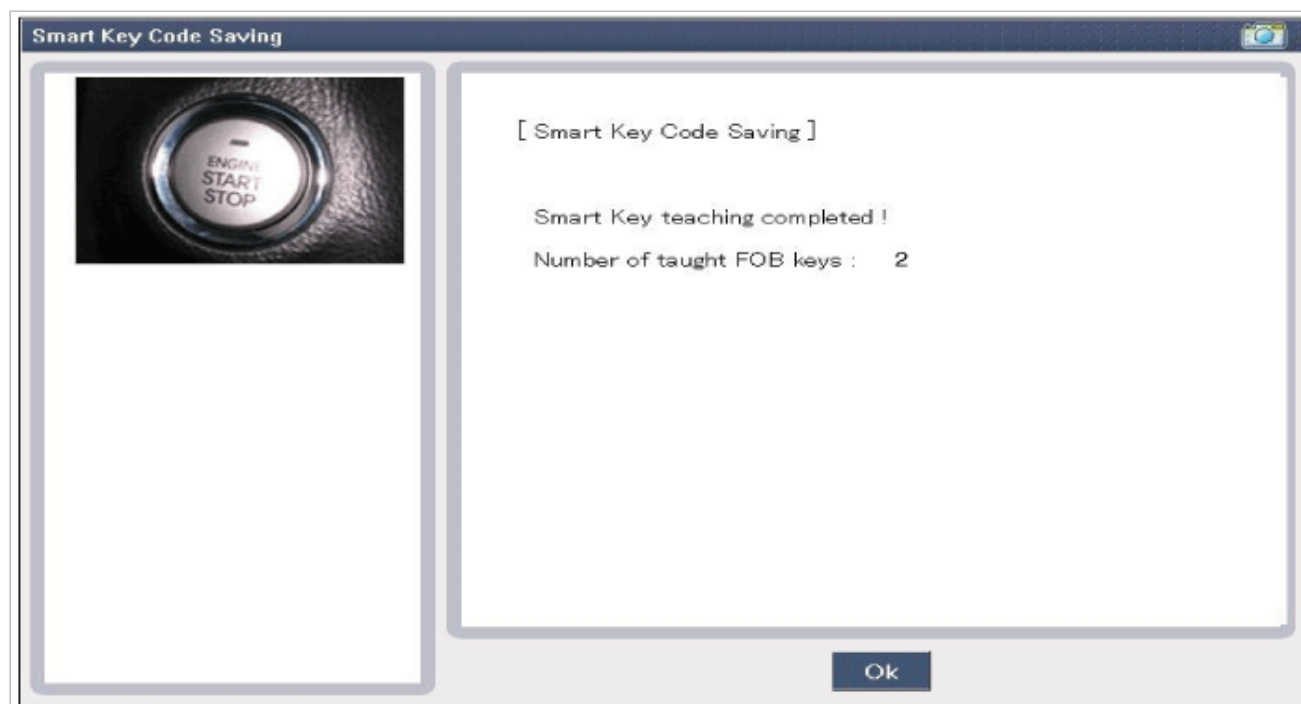 Smart Key Code Saving
ENGINE
START
STOP
[ Smart Key Code Saving ]
Smart Key teaching completed !
Number of taught FOB keys : 2
Ok